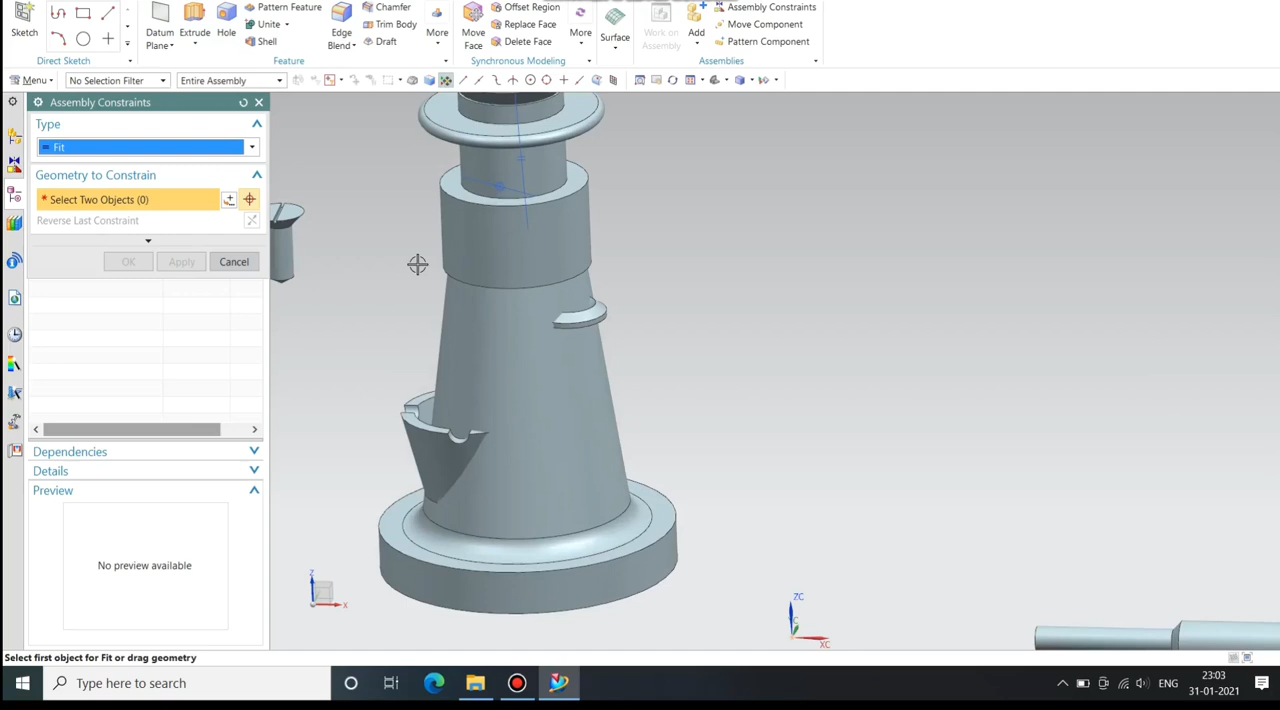 Pattern Feature
Chamfer
Offset Region
Assembly Constraints
Unite
Trim Body
Replace Face
Move Component
Sketch
Datum Plane
Extrude
Hole
Shell
Edge Blend
Draft
More
Move Face
Delete Face
More
Surface
Work on Assembly
Add
Pattern Component
Direct Sketch
Feature
Synchronous Modeling
Assemblies
Menu
No Selection Filter
Entire Assembly
Assembly Constraints
Type
= Fit
Geometry to Constrain
* Select Two Objects (0)
Reverse Last Constraint
OK
Apply
Cancel
Dependencies
Details
Preview
No preview available
Z
X
ZC
XC
Select first object for Fit or drag geometry
Type here to search
ENG
23:03
31-01-2021